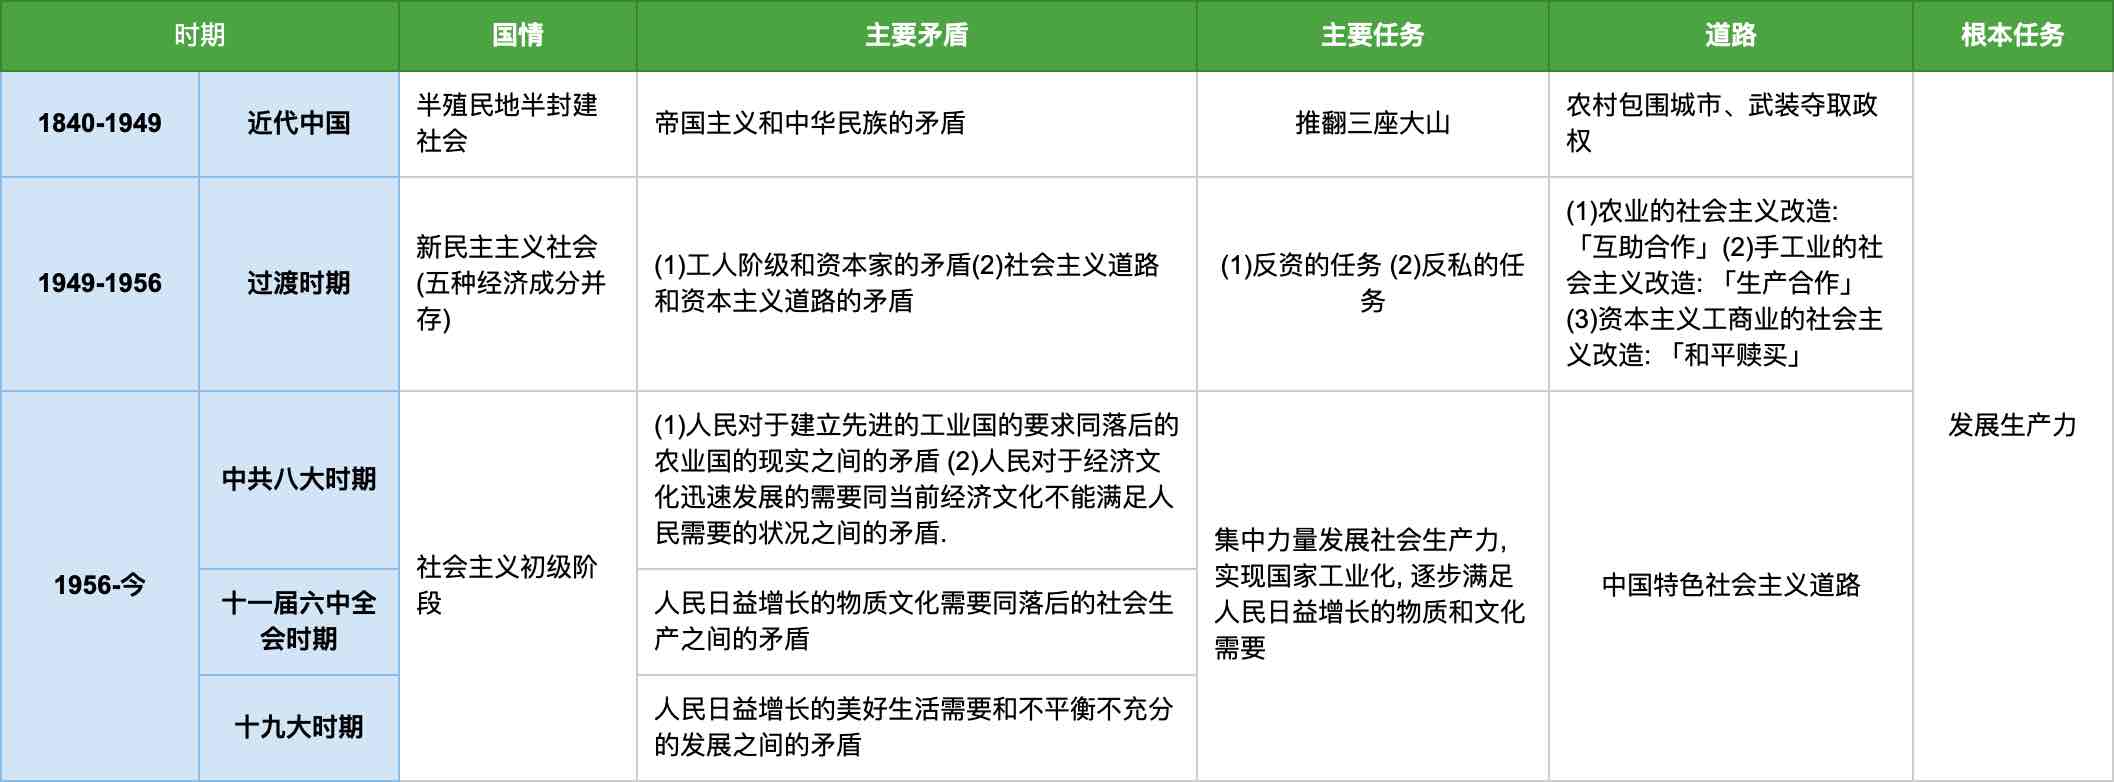 时期
国情
主要矛盾
主要任务
道路
根本任务
1840-1949
近代中国
半殖民地半封建
社会
帝国主义和中华民族的矛盾
推翻三座大山
农村包围城市、武装夺取政
权
1949-1956
过渡时期
新民主主义社会
(五种经济成分并
存)
(1)工人阶级和资本家的矛盾(2)社会主义道路
和资本主义道路的矛盾
(1)反资的任务 (2)反私的任
务
(1)农业的社会主义改造:
「互助合作」(2)手工业的社
会主义改造: 「生产合作」
(3)资本主义工商业的社会主
义改造: 「和平赎买」
发展生产力
1956-今
中共八大时期
社会主义初级阶
段
(1)人民对于建立先进的工业国的要求同落后的
农业国的现实之间的矛盾 (2)人民对于经济文
化迅速发展的需要同当前经济文化不能满足人
民需要的状况之间的矛盾.
集中力量发展社会生产力,
实现国家工业化, 逐步满足
人民日益增长的物质和文化
需要
中国特色社会主义道路
十一届六中全
会时期
人民日益增长的物质文化需要同落后的社会生
产之间的矛盾
十九大时期
人民日益增长的美好生活需要和不平衡不充分
的发展之间的矛盾